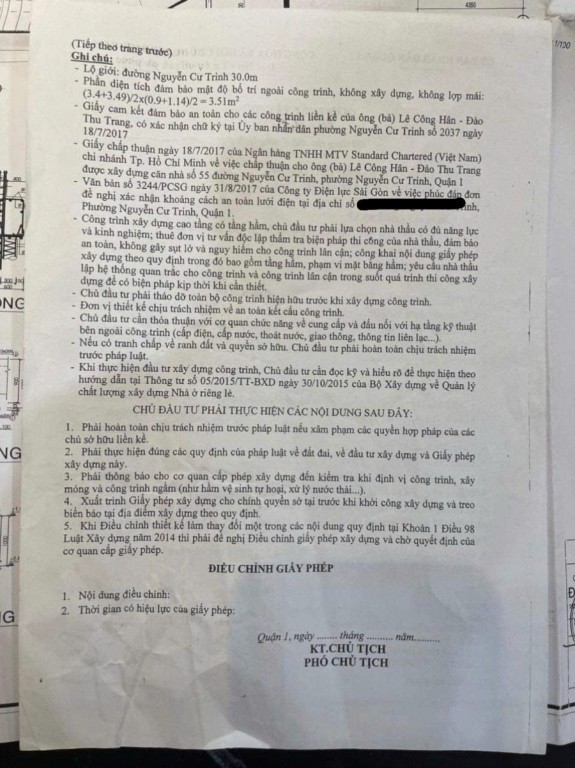 (Tiếp theo trang trước)
Ghi chú:
- Lộ giới: đường Nguyễn Cư Trinh 30.0m
- Phần diện tích đảm bảo mật độ bố trí ngoài công trình, không xây dựng, không lợp mái:
(3.4+3.49)/2x(0.9+1.14)/2 = 3.51m²
- Giấy cam kết đảm bảo an toàn cho các công trình liền kề của ông (bà) Lê Công Hân - Đào
Thu Trang, có xác nhận chữ ký tại Ủy ban nhân dân phường Nguyễn Cư Trinh số 2037 ngày
18/7/2017
- Giấy chấp thuận ngày 18/7/2017 của Ngân hàng TNHH MTV Standard Chartered (Việt Nam)
chi nhánh Tp. Hồ Chí Minh về việc chấp thuận cho ông (bà) Lê Công Hân - Đào Thu Trang
được xây dựng căn nhà số 55 đường Nguyễn Cư Trinh, phường Nguyễn Cư Trinh, Quận 1
- Văn bản số 3244/PCSG ngày 31/8/2017 của Công ty Điện lực Sài Gòn về việc phúc đáp đơn
đề nghị xác nhận khoảng cách an toàn lưới điện tại địa chỉ số
Phường Nguyễn Cư Trinh, Quận 1.
- Công trình xây dựng cao tầng có tầng hầm, chủ đầu tư phải lựa chọn nhà thầu có đủ năng lực
và kinh nghiệm; thuê đơn vị tư vấn độc lập thẩm tra biện pháp thi công của nhà thầu, đảm bảo
an toàn, không gây sụt lở và nguy hiểm cho công trình lân cận; công khai nội dung giấy phép
xây dựng theo quy định trong đó bao gồm tầng hầm, phạm vi mặt bằng hầm; yêu cầu nhà thầu
lập hệ thống quan trắc cho công trình và công trình lân cận trong suốt quá trình thi công xây
dựng để có biện pháp kịp thời khi cần thiết.
- Chủ đầu tư phải tháo dỡ toàn bộ công trình hiện hữu trước khi xây dựng công trình.
- Đơn vị thiết kế chịu trách nhiệm về an toàn kết cấu công trình.
- Chủ đầu tư cần thỏa thuận với cơ quan chức năng về cung cấp và đấu nối với hạ tầng kỹ thuật
bên ngoài công trình (cấp điện, cấp nước, thoát nước, giao thông, thông tin liên lạc...).
- Nếu có tranh chấp về ranh đất và quyền sở hữu. Chủ đầu tư phải hoàn toàn chịu trách nhiệm
trước pháp luật.
- Khi thực hiện đầu tư xây dựng công trình, Chủ đầu tư cần đọc kỹ và hiểu rõ để thực hiện theo
hướng dẫn tại Thông tư số 05/2015/TT-BXD ngày 30/10/2015 của Bộ Xây dựng về Quản lý
chất lượng xây dựng Nhà ở riêng lẻ.
CHỦ ĐẦU TƯ PHẢI THỰC HIỆN CÁC NỘI DUNG SAU ĐÂY:
1. Phải hoàn toàn chịu trách nhiệm trước pháp luật nếu xâm phạm các quyền hợp pháp của các
chủ sở hữu liền kề.
2. Phải thực hiện đúng các quy định của pháp luật về đất đai, về đầu tư xây dựng và Giấy phép
xây dựng này.
3. Phải thông báo cho cơ quan cấp phép xây dựng đến kiểm tra khi định vị công trình, xây
móng và công trình ngầm (như hầm vệ sinh tự hoại, xử lý nước thải...).
4. Xuất trình Giấy phép xây dựng cho chính quyền sở tại trước khi khởi công xây dựng và treo
biển báo tại địa điểm xây dựng theo quy định.
5. Khi Điều chỉnh thiết kế làm thay đổi một trong các nội dung quy định tại Khoản 1 Điều 98
Luật Xây dựng năm 2014 thì phải đề nghị Điều chỉnh giấy phép xây dựng và chờ quyết định của
cơ quan cấp giấy phép.
ĐIỀU CHỈNH GIẤY PHÉP
1. Nội dung điều chỉnh:
2. Thời gian có hiệu lực của giấy phép:
Quận 1, ngày ........ tháng .......... năm..........
KT.CHỦ TỊCH
PHÓ CHỦ TỊCH